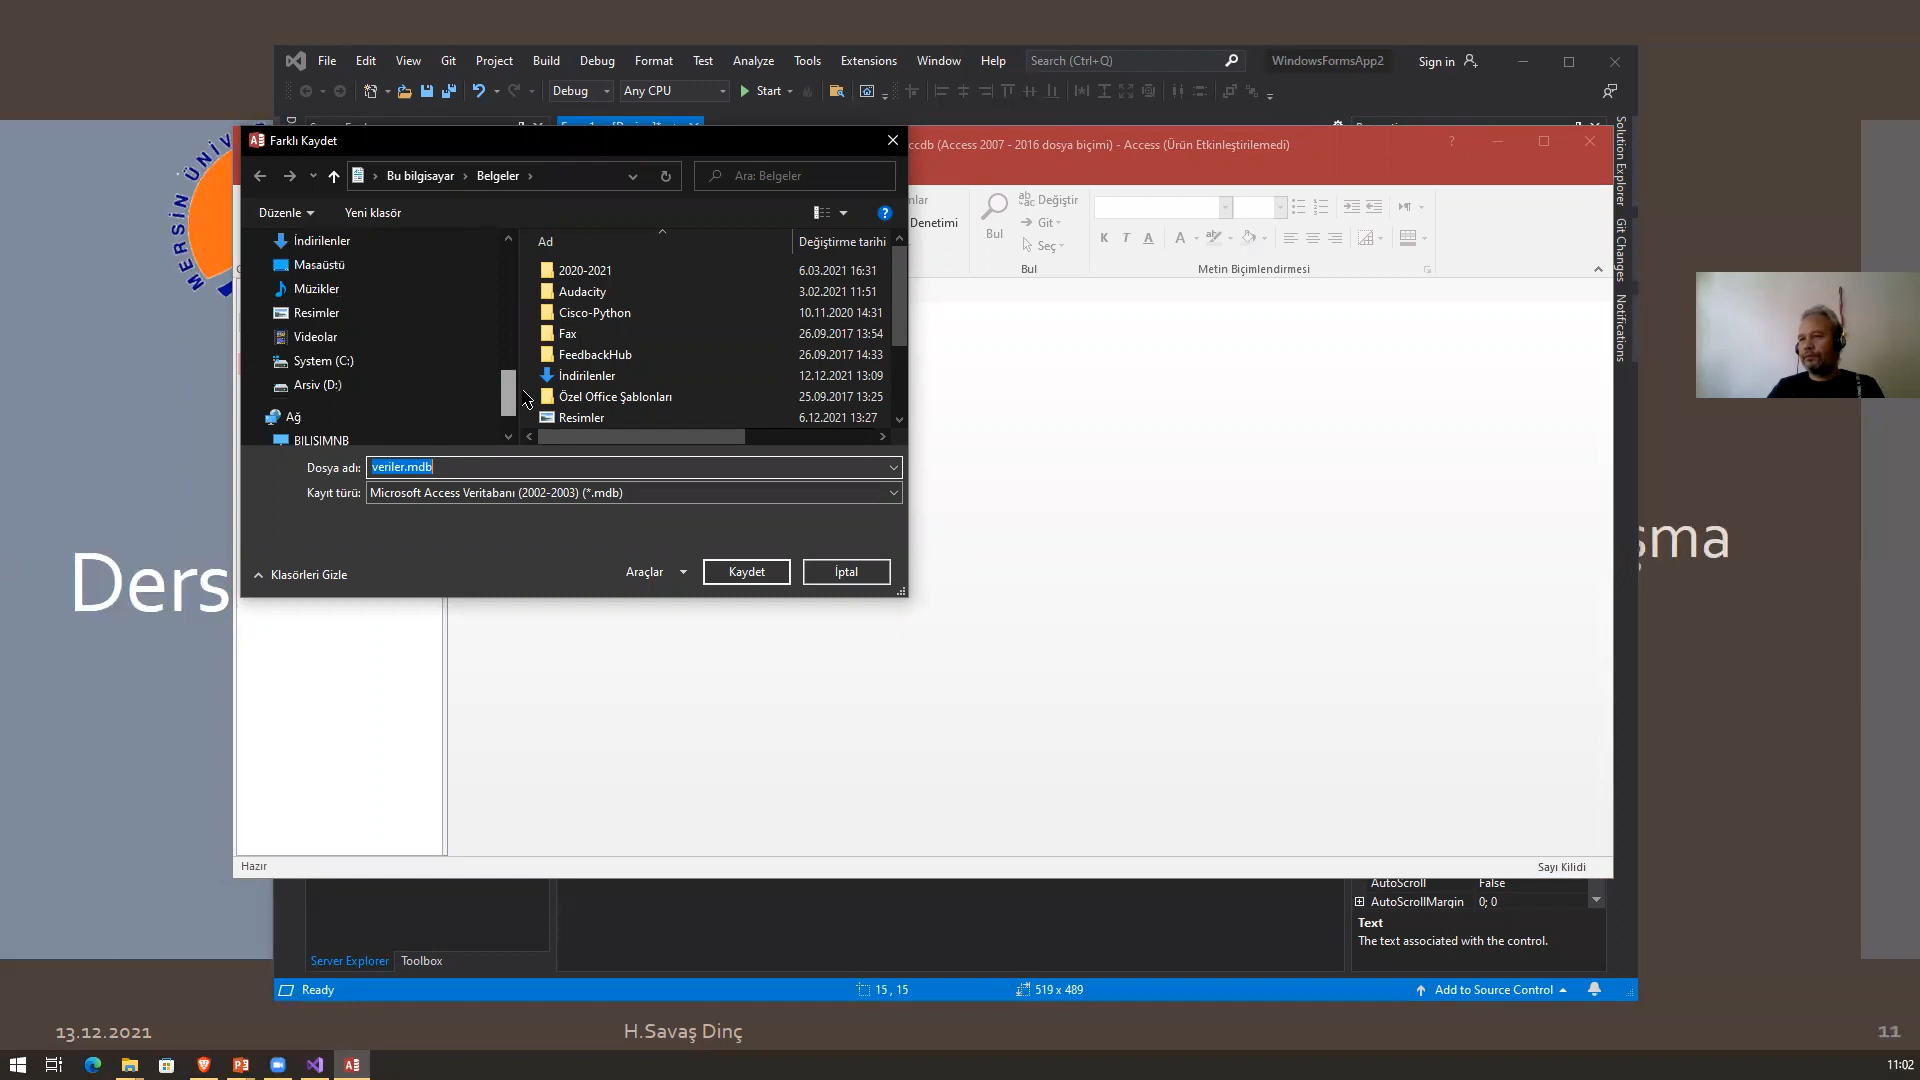 File Edit View Git Project Build Debug Format Test Analyze Tools Extensions Window Help Search (Ctrl+Q) WindowsFormsApp2 Sign in
Debug Any CPU Start
Farklı Kaydet
ccdb (Access 2007 - 2016 dosya biçimi) - Access (Ürün Etkinleştirilemedi)
Bu bilgisayar Belgeler
Ara: Belgeler
Düzenle Yeni klasör
Denetimi
Bul
Değiştir
Git
Seç
Bul
Metin Biçimlendirmesi
K T A
Solution Explorer
Git Changes
Notifications
MERSİN ÜNİV
İndirilenler
Masaüstü
Müzikler
Resimler
Videolar
System (C:)
Arsiv (D:)
Ağ
BILISIMNB
Ad Değiştirme tarihi
2020-2021 6.03.2021 16:31
Audacity 3.02.2021 11:51
Cisco-Python 10.11.2020 14:31
Fax 26.09.2017 13:54
FeedbackHub 26.09.2017 14:33
İndirilenler 12.12.2021 13:09
Özel Office Şablonları 25.09.2017 13:25
Resimler 6.12.2021 13:27
Dosya adı: veriler.mdb
Kayıt türü: Microsoft Access Veritabanı (2002-2003) (*.mdb)
Klasörleri Gizle Araçlar Kaydet İptal
Ders
şma
Hazır Sayı Kilidi
AutoScroll False
AutoScrollMargin 0; 0
Text
The text associated with the control.
Server Explorer Toolbox
Ready 15 , 15 519 x 489 Add to Source Control
13.12.2021 H.Savaş Dinç 11
11:02